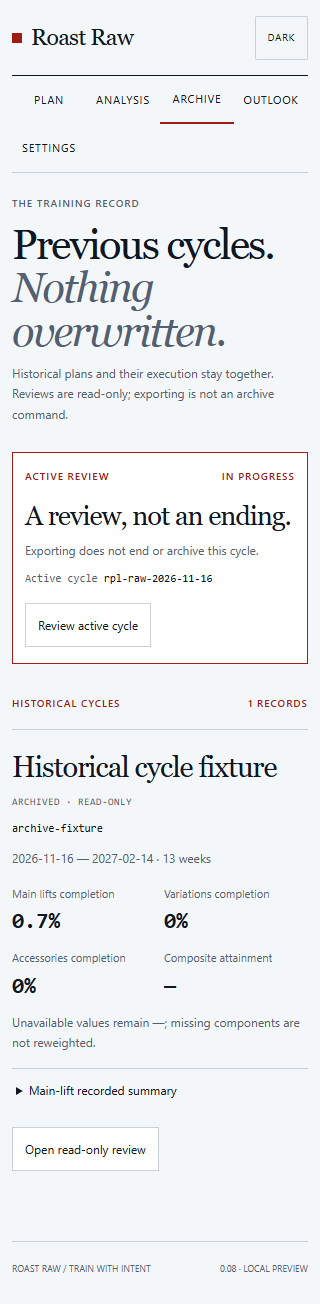 Roast Raw
DARK
PLAN ANALYSIS ARCHIVE OUTLOOK
SETTINGS
THE TRAINING RECORD
Previous cycles.
Nothing
overwritten.
Historical plans and their execution stay together.
Reviews are read-only; exporting is not an archive
command.
ACTIVE REVIEW IN PROGRESS
A review, not an ending.
Exporting does not end or archive this cycle.
Active cycle rpl-raw-2026-11-16
Review active cycle
HISTORICAL CYCLES 1 RECORDS
Historical cycle fixture
ARCHIVED · READ-ONLY
archive-fixture
2026-11-16 — 2027-02-14 · 13 weeks
Main lifts completion Variations completion
0.7% 0%
Accessories completion Composite attainment
0% —
Unavailable values remain —; missing components are
not reweighted.
Main-lift recorded summary
Open read-only review
ROAST RAW / TRAIN WITH INTENT 0.08 · LOCAL PREVIEW